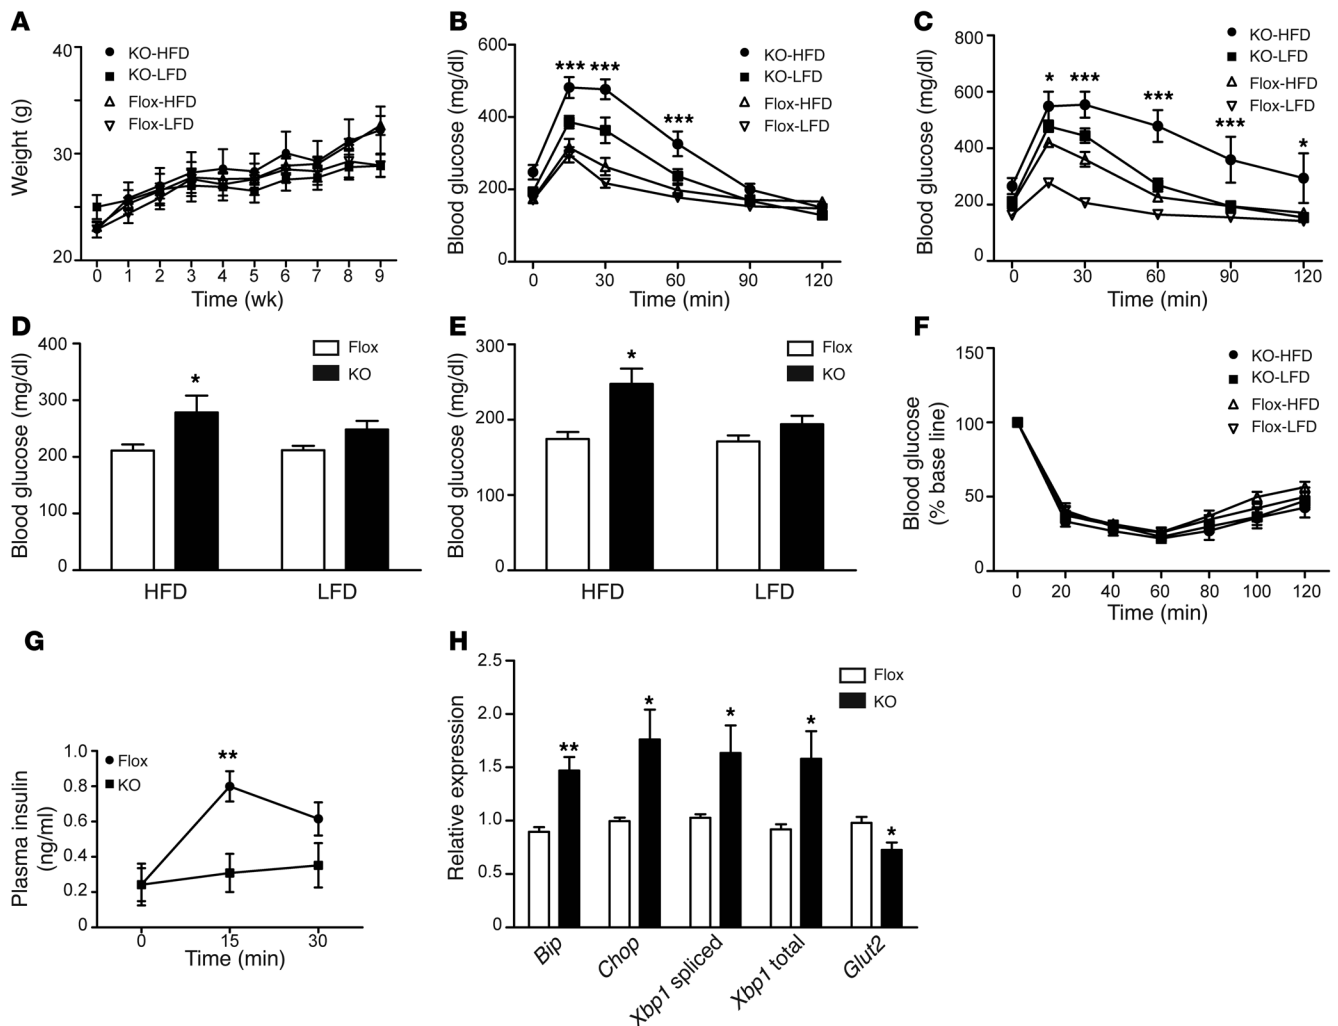 A
Weight (g)
40
30
20
KO-HFD
KO-LFD
Flox-HFD
Flox-LFD
0 1 2 3 4 5 6 7 8 9
Time (wk)
B
Blood glucose (mg/dl)
600
400
200
0
KO-HFD
KO-LFD
Flox-HFD
Flox-LFD
*** ***
***
0 30 60 90 120
Time (min)
C
Blood glucose (mg/dl)
800
600
400
200
0
KO-HFD
KO-LFD
Flox-HFD
Flox-LFD
* ***
***
***
*
0 30 60 90 120
Time (min)
D
Blood glucose (mg/dl)
400
300
200
100
0
Flox
KO
*
HFD LFD
E
Blood glucose (mg/dl)
300
200
100
0
Flox
KO
*
HFD LFD
F
Blood glucose
(% base line)
150
100
50
0
KO-HFD
KO-LFD
Flox-HFD
Flox-LFD
0 20 40 60 80 100 120
Time (min)
G
Plasma insulin
(ng/ml)
1.0
0.8
0.6
0.4
0.2
0
Flox
KO
**
0 15 30
Time (min)
H
Relative expression
2.5
2.0
1.5
1.0
0.5
0
Flox
KO
**
*
*
*
*
Bip
Chop
Xbp1 spliced
Xbp1 total
Glut2